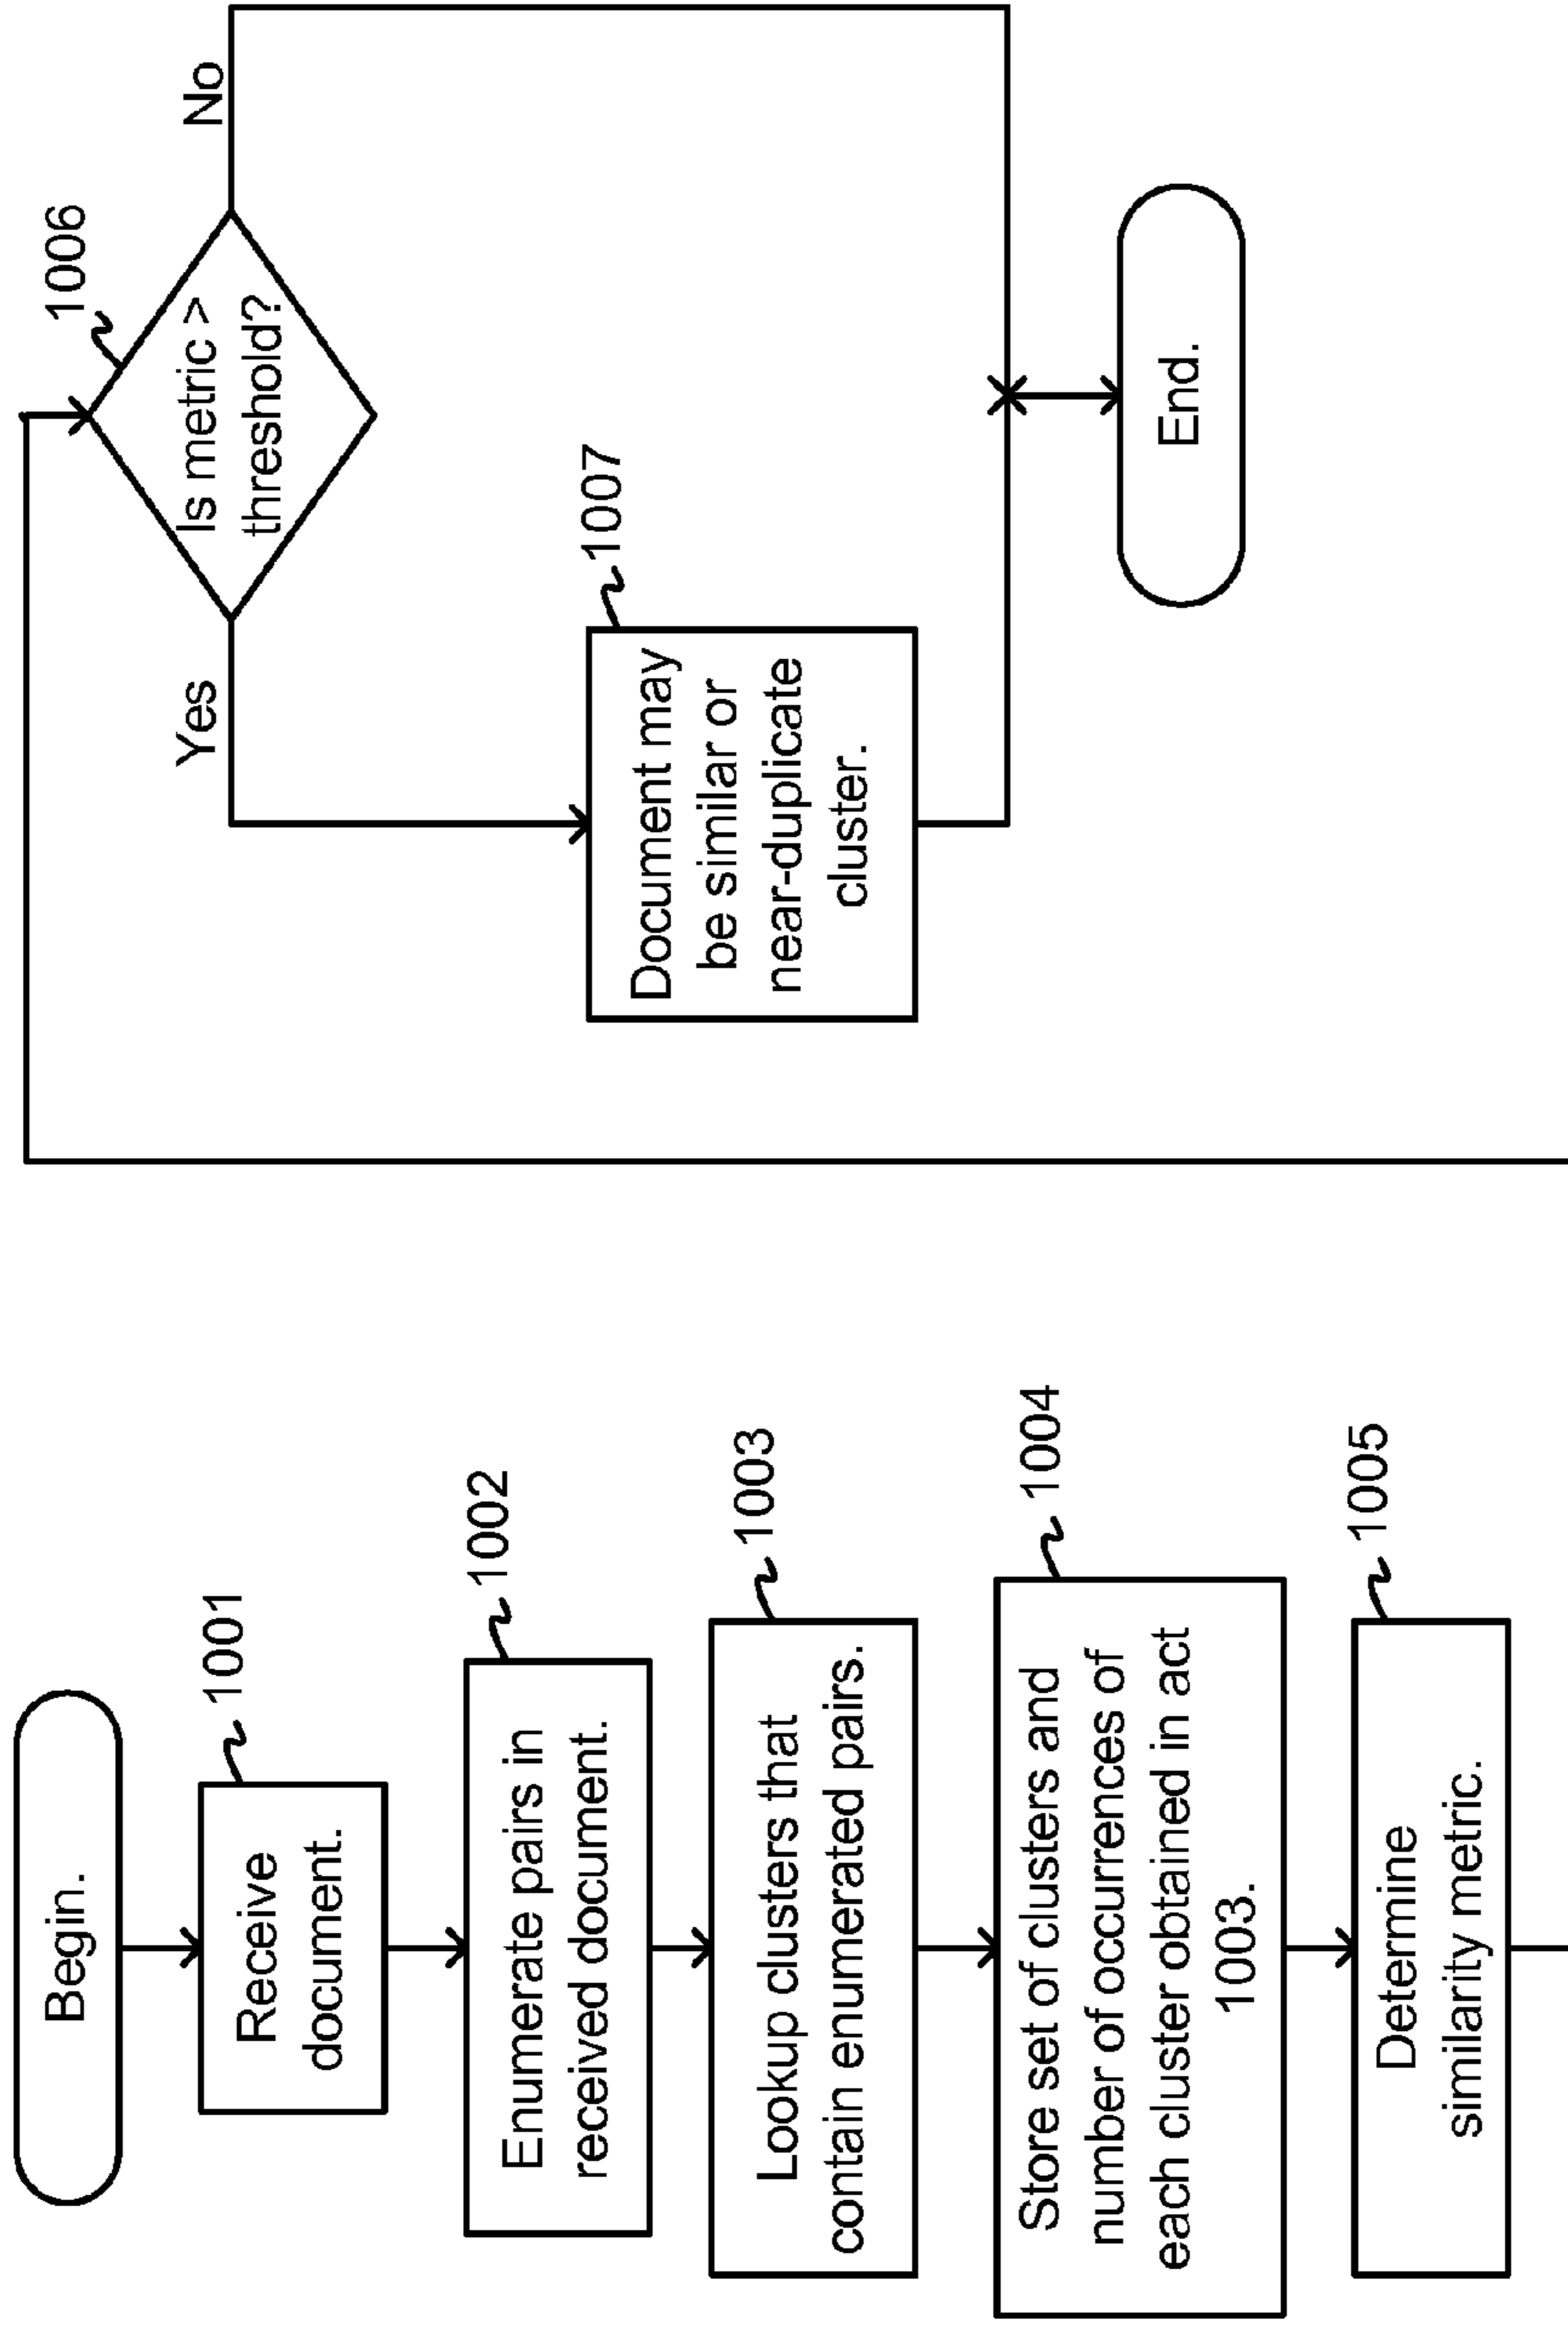 Begin.
1001
Receive
document.
1002
Enumerate pairs in
received document.
1003
Lookup clusters that
contain enumerated pairs.
1004
Store set of clusters and
number of occurrences of
each cluster obtained in act
1003.
1005
Determine
similarity metric.
1006
Is metric >
threshold?
Yes
No
1007
Document may
be similar or
near-duplicate
cluster.
End.